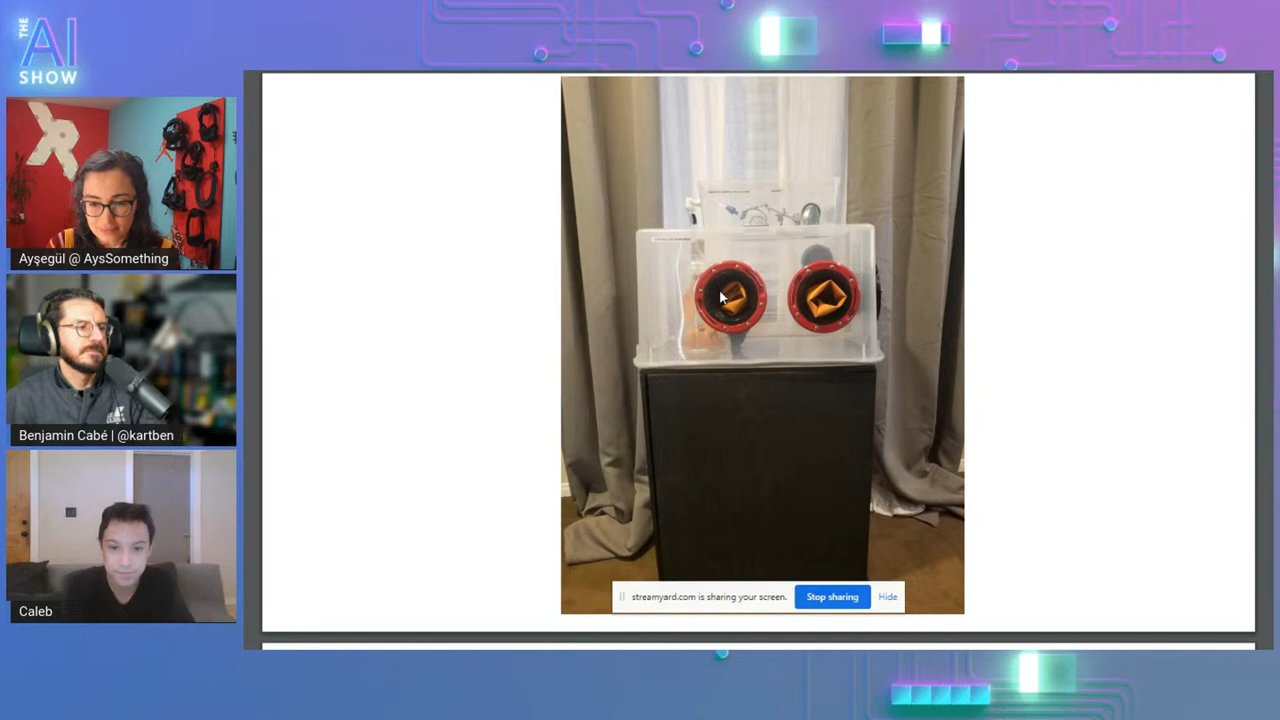 THE
AI
SHOW
Ayşegül @ AysSomething
Benjamin Cabé | @kartben
Caleb
streamyard.com is sharing your screen.
Stop sharing
Hide